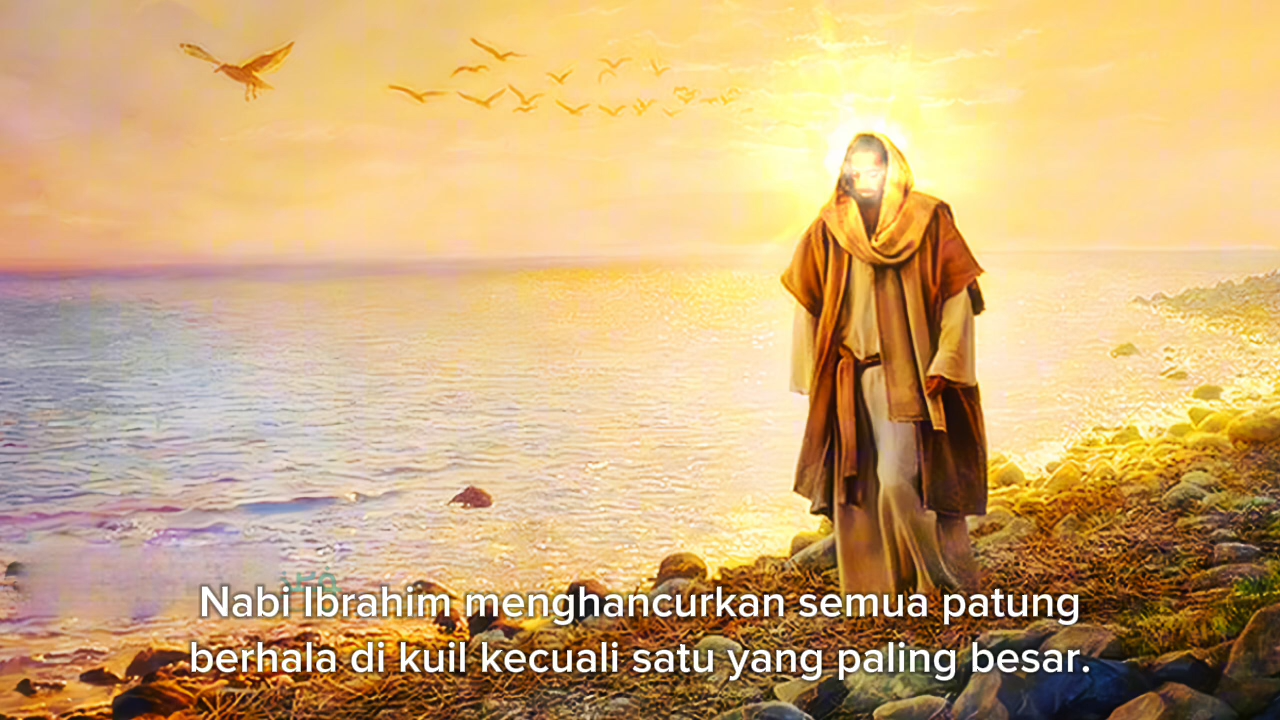 Nabi Ibrahim menghancurkan semua patung
berhala di kuil kecuali satu yang paling besar.